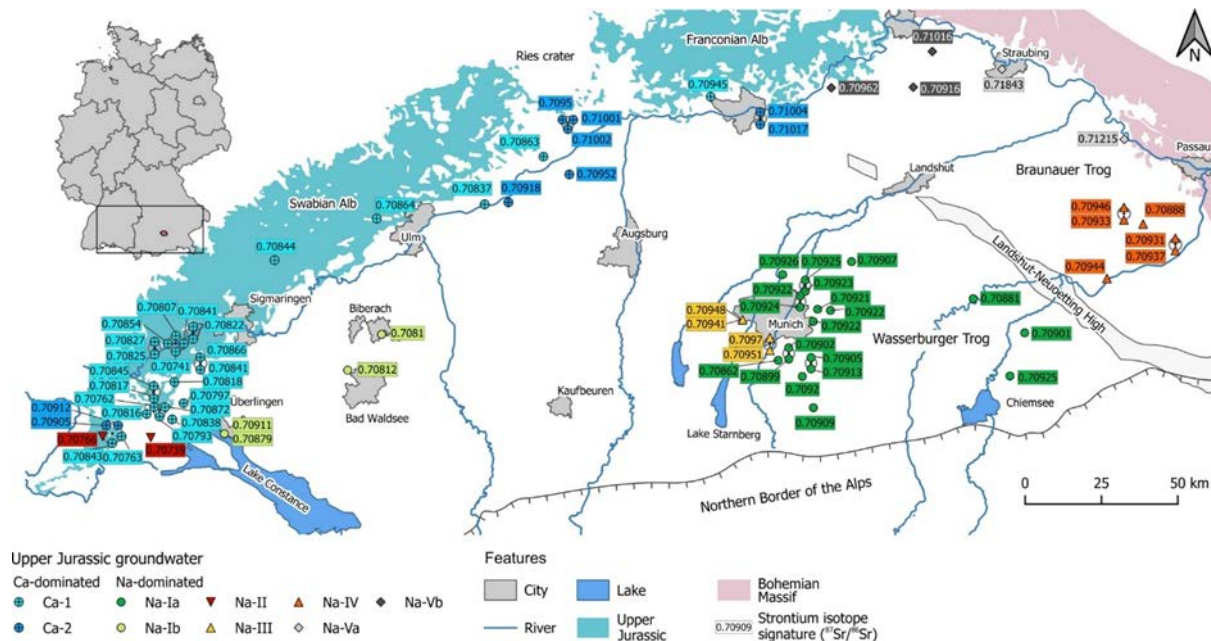 0.71016
Franconian Alb
Straubing
N
Ries crater
0.71843
0.70945
0.70962
0.70916
0.7095
0.71001
0.71004
0.71002
0.71017
0.71215
0.70863
Passau
Landshut
Braunauer Trog
0.70952
0.70837
0.70918
Swabian Alb
0.70864
0.70946
0.70888
0.70933
Ulm
Augsburg
0.70931
0.70844
0.70937
0.70926
0.70925
0.70907
0.70944
Landshut-Neuoetting High
0.70923
0.70922
0.70881
Sigmaringen
0.70807
0.70841
0.70921
0.70924
0.70922
Biberach
0.70948
0.70854
0.70822
0.70941
Munich
0.70922
0.70827
0.7081
0.70901
0.70825
0.70866
0.7097
0.70902
Wasserburger Trog
0.70741
0.70951
0.70905
0.70845
0.70841
0.70812
0.70862
0.70899
0.70913
0.70925
0.70817
0.70818
0.7092
0.70762
0.70797
Kaufbeuren
Chiemsee
0.70912
0.70816
0.70872
Überlingen
Bad Waldsee
0.70909
0.70905
0.70838
0.70911
Lake Starnberg
0.70766
0.70739
0.70793
0.70879
0.70843
0.70763
Lake Constance
Northern Border of the Alps
0 25 50 km
Upper Jurassic groundwater
Ca-dominated Na-dominated
Ca-1 Na-Ia Na-II Na-IV Na-Vb
Ca-2 Na-Ib Na-III Na-Va
Features
City Lake Bohemian
Massif
River Upper
Jurassic
0.70909 Strontium isotope
signature (⁸⁷Sr/⁸⁶Sr)